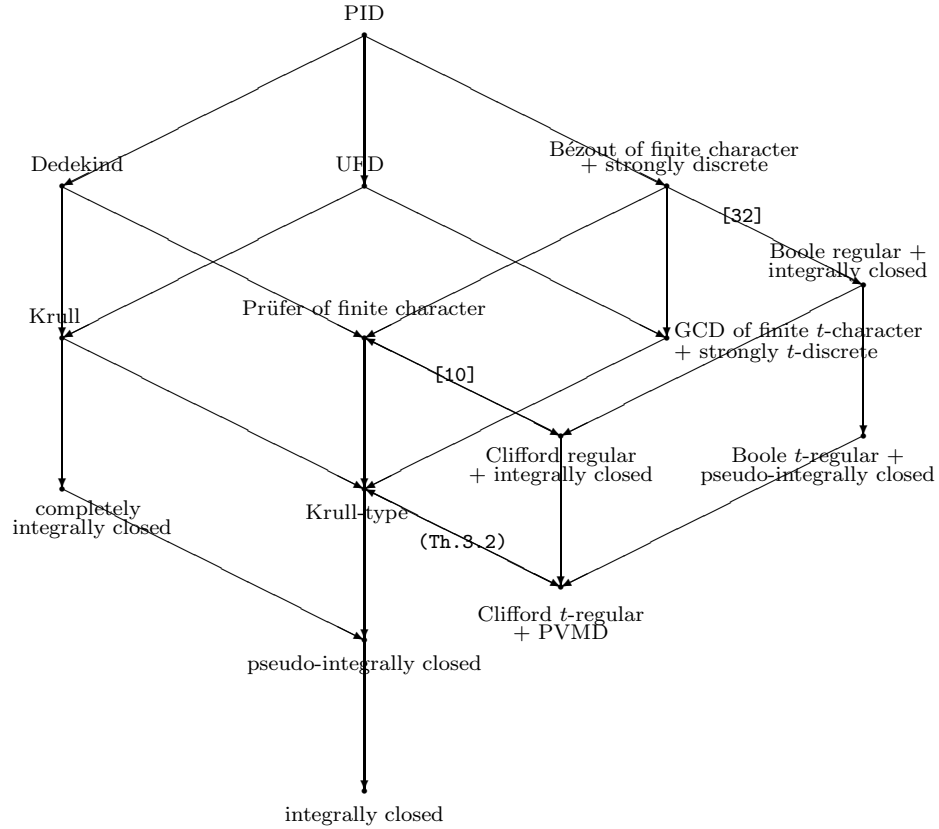 PID
Dedekind
UFD
Bézout of finite character
+ strongly discrete
[32]
Boole regular +
integrally closed
Krull
Prüfer of finite character
GCD of finite t-character
+ strongly t-discrete
[10]
Clifford regular
+ integrally closed
Boole t-regular +
pseudo-integrally closed
completely
integrally closed
Krull-type
(Th.3.2)
Clifford t-regular
+ PVMD
pseudo-integrally closed
integrally closed